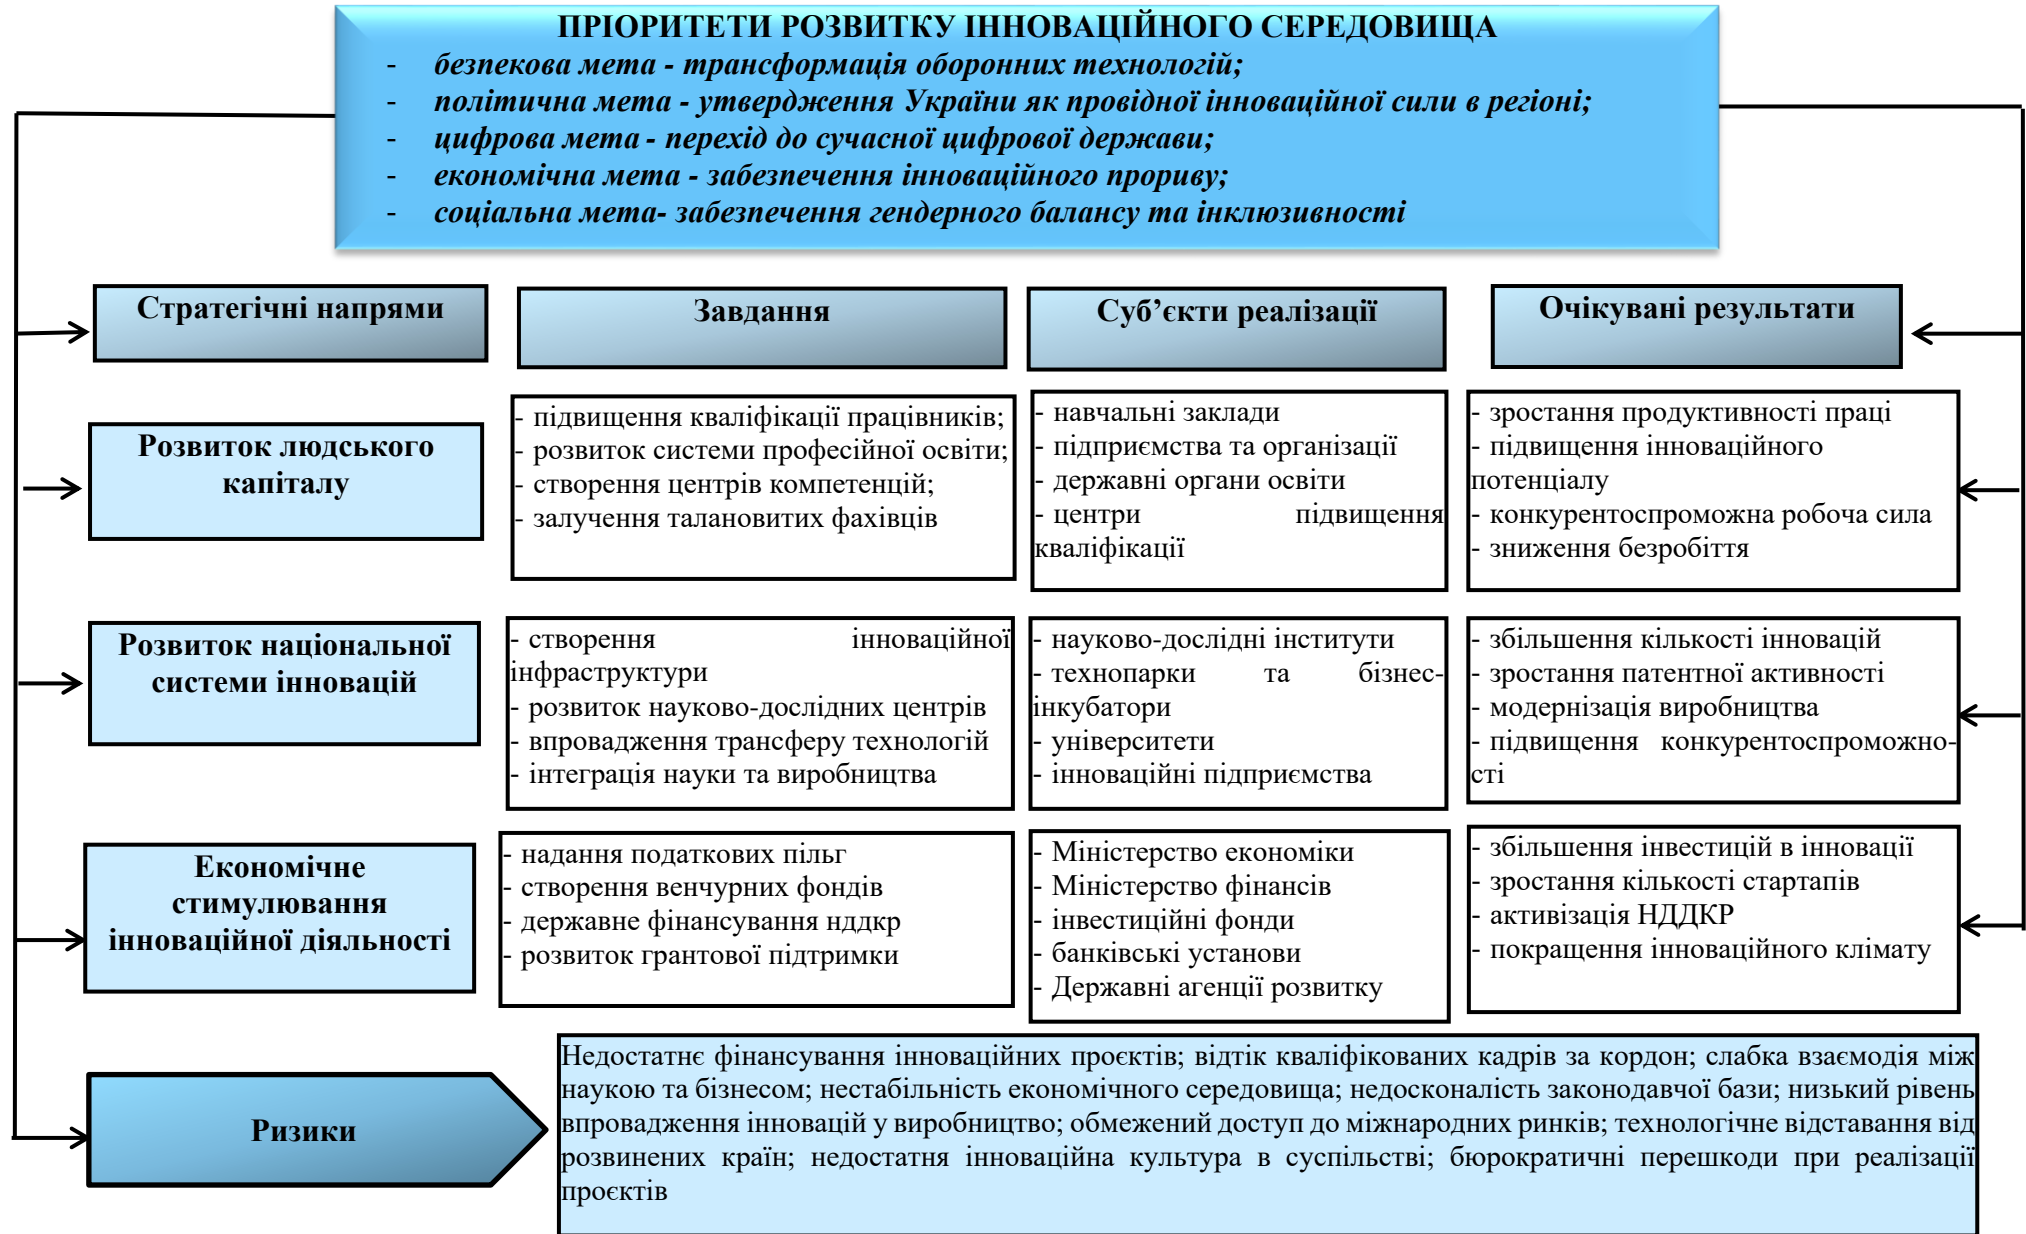 ПРІОРИТЕТИ РОЗВИТКУ ІННОВАЦІЙНОГО СЕРЕДОВИЩА
- безпекова мета - трансформація оборонних технологій;
- політична мета - утвердження України як провідної інноваційної сили в регіоні;
- цифрова мета - перехід до сучасної цифрової держави;
- економічна мета - забезпечення інноваційного прориву;
- соціальна мета- забезпечення гендерного балансу та інклюзивності
Стратегічні напрями
Завдання
Суб’єкти реалізації
Очікувані результати
Розвиток людського
капіталу
- підвищення кваліфікації працівників;
- розвиток системи професійної освіти;
- створення центрів компетенцій;
- залучення талановитих фахівців
- навчальні заклади
- підприємства та організації
- державні органи освіти
- центри підвищення
кваліфікації
- зростання продуктивності праці
- підвищення інноваційного
потенціалу
- конкурентоспроможна робоча сила
- зниження безробіття
Розвиток національної
системи інновацій
- створення інноваційної
інфраструктури
- розвиток науково-дослідних центрів
- впровадження трансферу технологій
- інтеграція науки та виробництва
- науково-дослідні інститути
- технопарки та бізнес-
інкубатори
- університети
- інноваційні підприємства
- збільшення кількості інновацій
- зростання патентної активності
- модернізація виробництва
- підвищення конкурентоспроможно-
сті
Економічне
стимулювання
інноваційної діяльності
- надання податкових пільг
- створення венчурних фондів
- державне фінансування нддкр
- розвиток грантової підтримки
- Міністерство економіки
- Міністерство фінансів
- інвестиційні фонди
- банківські установи
- Державні агенції розвитку
- збільшення інвестицій в інновації
- зростання кількості стартапів
- активізація НДДКР
- покращення інноваційного клімату
Ризики
Недостатнє фінансування інноваційних проєктів; відтік кваліфікованих кадрів за кордон; слабка взаємодія між
наукою та бізнесом; нестабільність економічного середовища; недосконалість законодавчої бази; низький рівень
впровадження інновацій у виробництво; обмежений доступ до міжнародних ринків; технологічне відставання від
розвинених країн; недостатня інноваційна культура в суспільстві; бюрократичні перешкоди при реалізації
проєктів